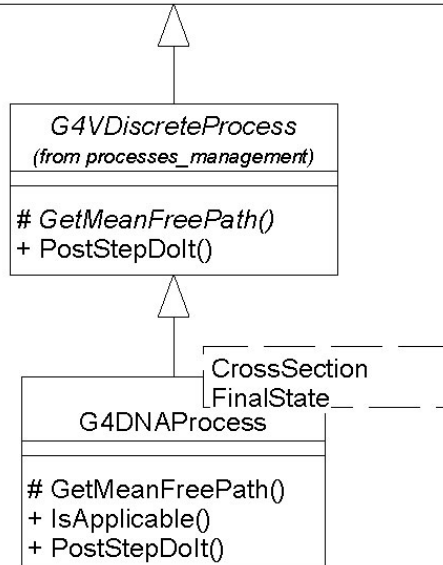 G4VDiscreteProcess
(from processes_management)
# GetMeanFreePath()
+ PostStepDoIt()
CrossSection
FinalState
G4DNAProcess
# GetMeanFreePath()
+ IsApplicable()
+ PostStepDoIt()